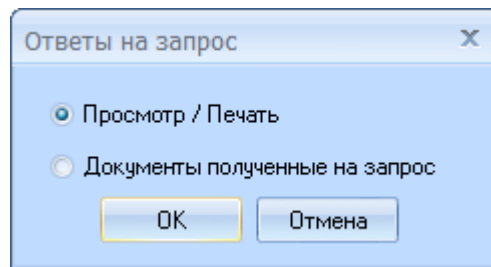 Ответы на запрос
Просмотр / Печать
Документы полученные на запрос
OK Отмена